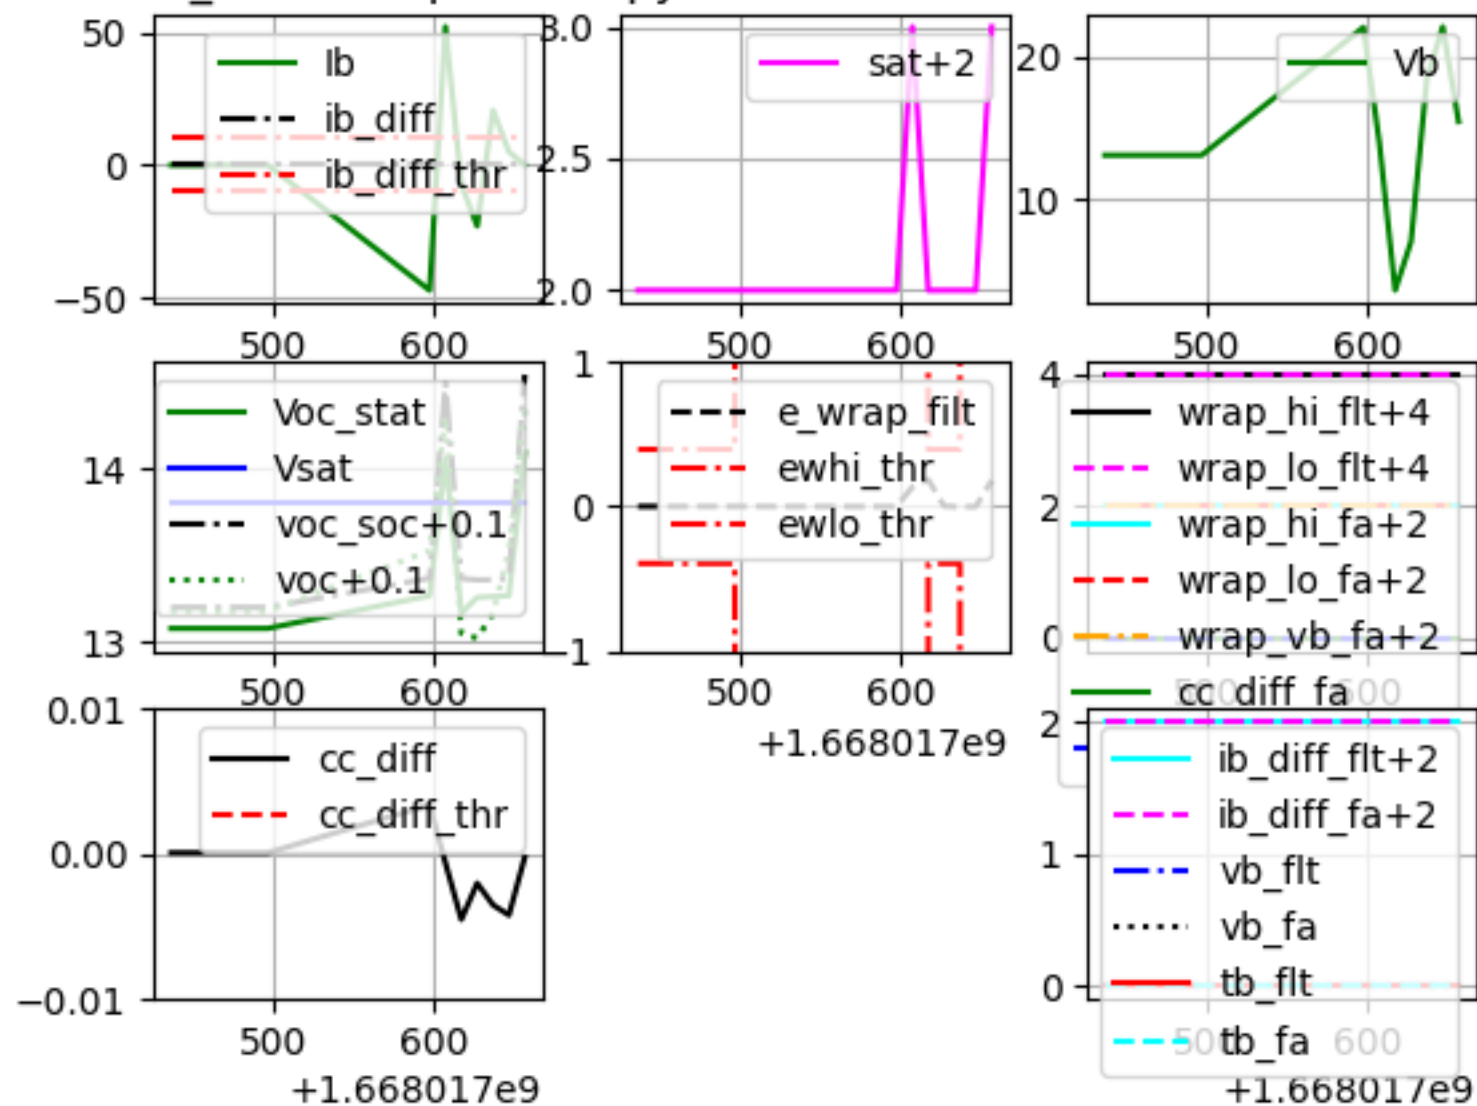 50
0
−50
Ib
ib_diff
ib_diff_thr
500
600
3.0
2.5
2.0
sat+2
500
600
20
10
Vb
500
600
14
13
Voc_stat
Vsat
voc_soc+0.1
voc+0.1
500
600
1
0
−1
e_wrap_filt
ewhi_thr
ewlo_thr
500
600
+1.668017e9
4
2
0
wrap_hi_flt+4
wrap_lo_flt+4
wrap_hi_fa+2
wrap_lo_fa+2
wrap_vb_fa+2
cc_diff_fa
500
600
0.01
0.00
−0.01
cc_diff
cc_diff_thr
500
600
+1.668017e9
2
1
0
ib_diff_flt+2
ib_diff_fa+2
vb_flt
vb_fa
tb_flt
tb_fa
500
600
+1.668017e9